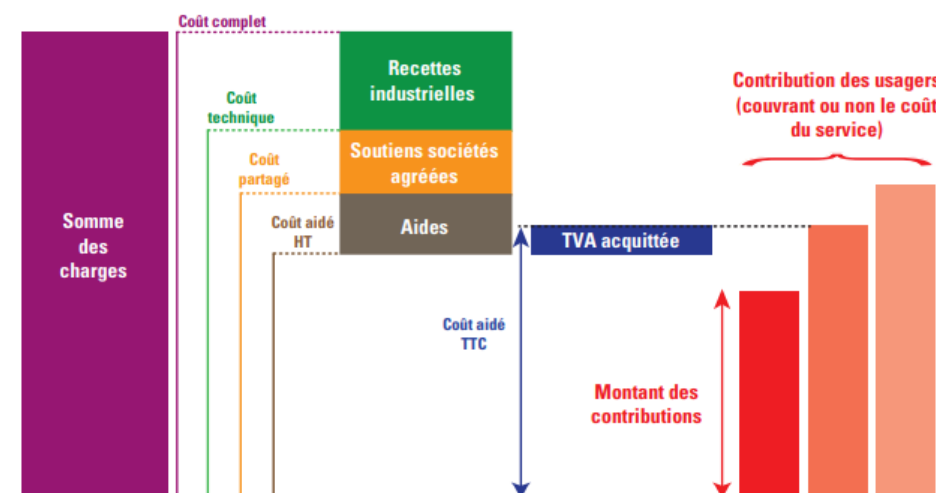 Coût complet
Recettes
industrielles
Coût
technique
Soutiens sociétés
agréées
Coût
partagé
Somme
des
charges
Coût aidé
HT
Aides
TVA acquittée
Coût aidé
TTC
Contribution des usagers
(couvrant ou non le coût
du service)
Montant des
contributions